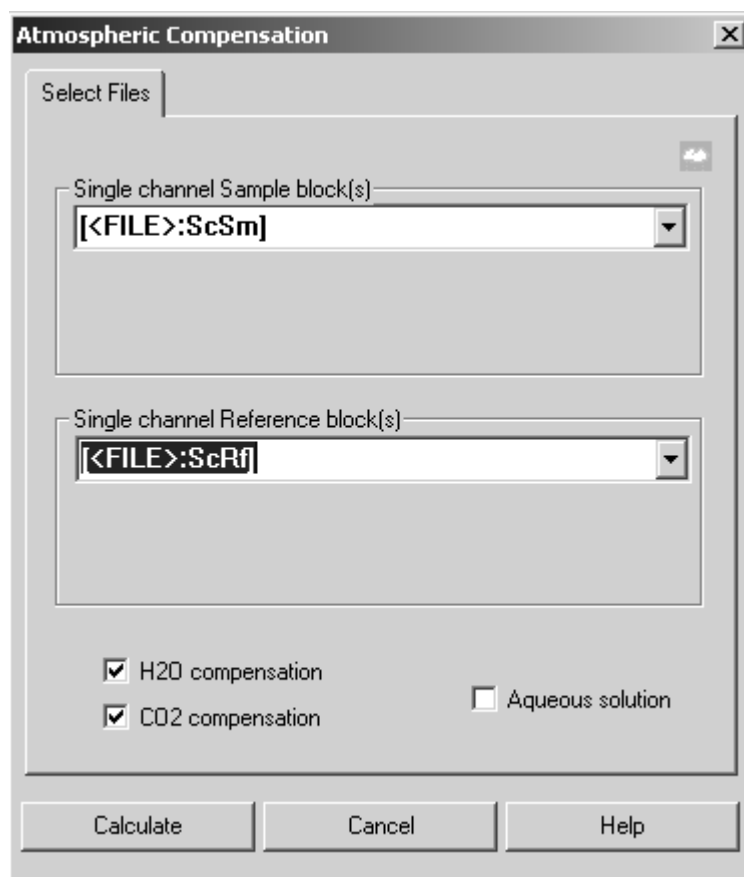 Atmospheric Compensation
Select Files
Single channel Sample block(s)
[<FILE>:ScSm]
Single channel Reference block(s)
[<FILE>:ScRf]
H2O compensation
CO2 compensation
Aqueous solution
Calculate
Cancel
Help